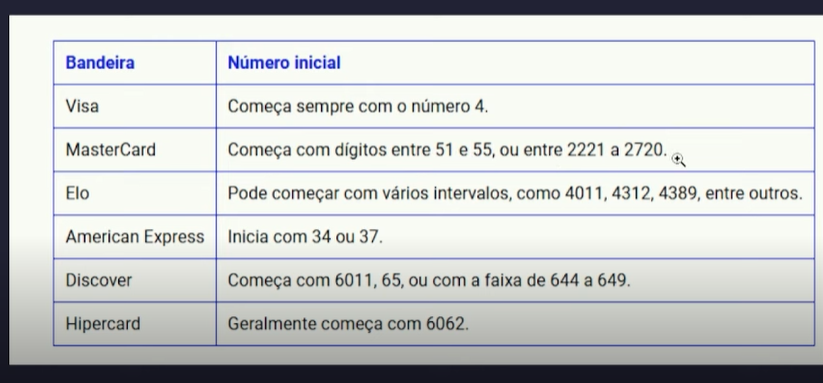 Bandeira Número inicial
Visa Começa sempre com o número 4.
MasterCard Começa com dígitos entre 51 e 55, ou entre 2221 a 2720.
Elo Pode começar com vários intervalos, como 4011, 4312, 4389, entre outros.
American Express Inicia com 34 ou 37.
Discover Começa com 6011, 65, ou com a faixa de 644 a 649.
Hipercard Geralmente começa com 6062.